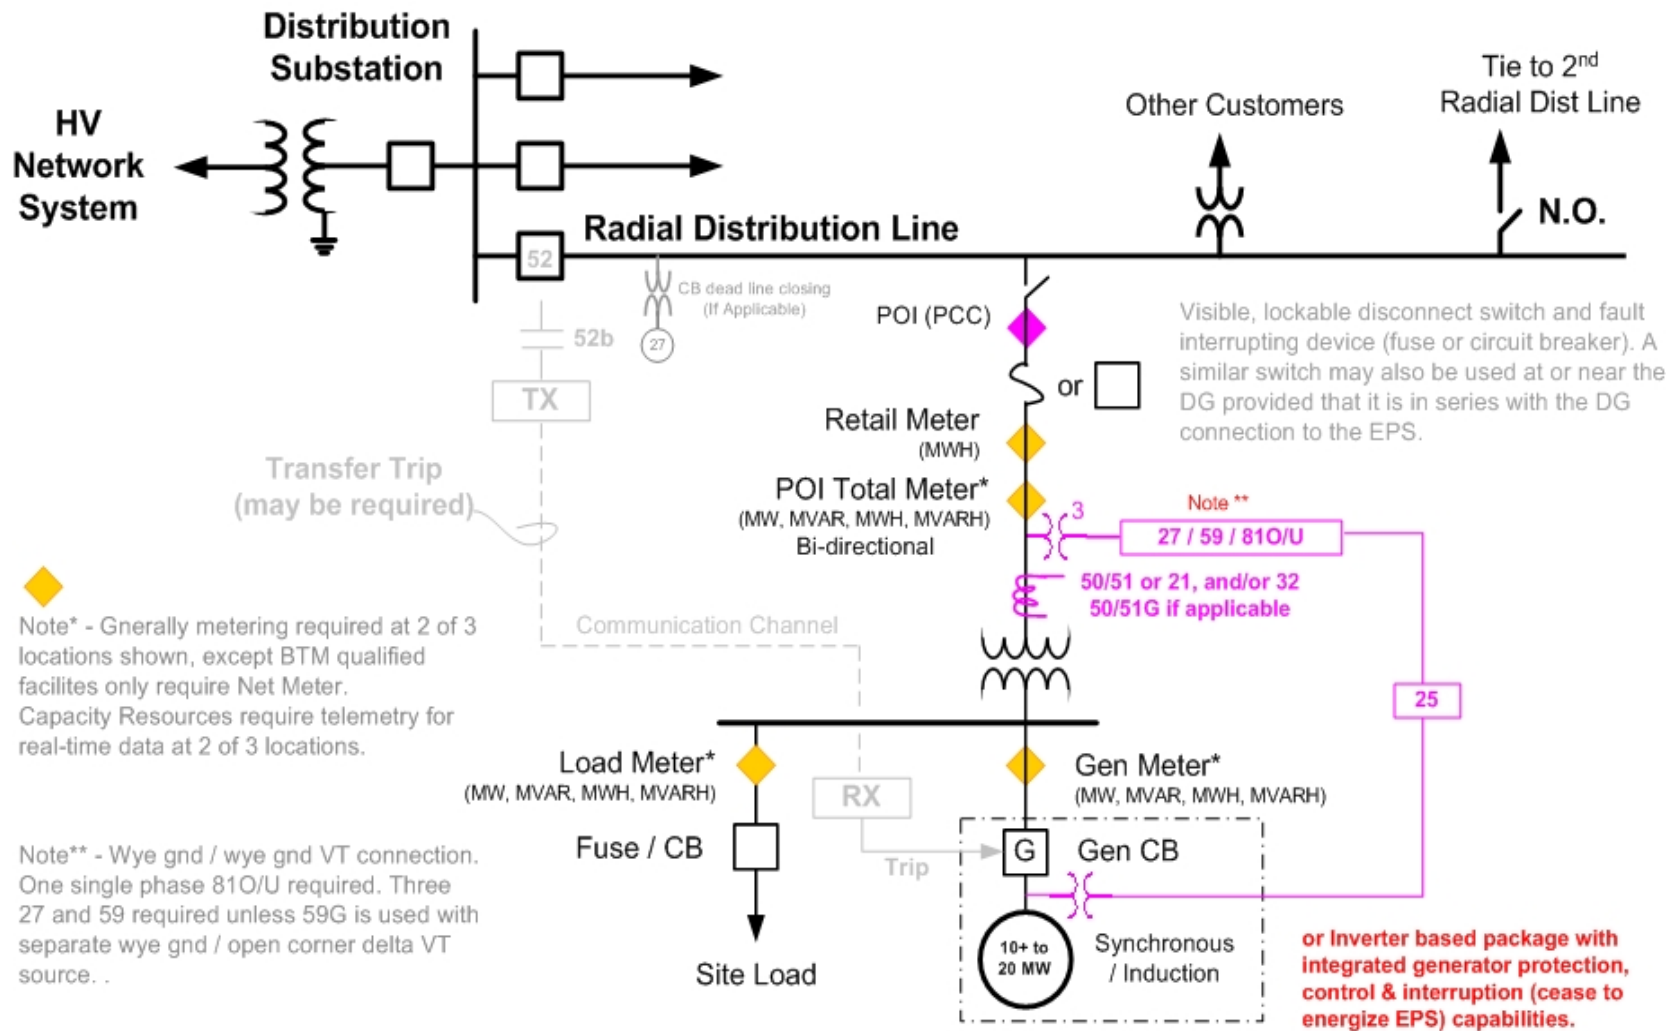 Distribution
Substation
HV
Network
System
Other Customers
Tie to 2nd
Radial Dist Line
N.O.
Radial Distribution Line
52
CB dead line closing
(If Applicable)
27
52b
TX
POI (PCC)
or
Visible, lockable disconnect switch and fault
interrupting device (fuse or circuit breaker). A
similar switch may also be used at or near the
DG provided that it is in series with the DG
connection to the EPS.
Retail Meter
(MWH)
POI Total Meter*
(MW, MVAR, MWH, MVARH)
Bi-directional
3
Note **
27 / 59 / 81O/U
50/51 or 21, and/or 32
50/51G if applicable
25
Transfer Trip
(may be required)
Communication Channel
Note* - Gnerally metering required at 2 of 3
locations shown, except BTM qualified
facilites only require Net Meter.
Capacity Resources require telemetry for
real-time data at 2 of 3 locations.
Load Meter*
(MW, MVAR, MWH, MVARH)
Gen Meter*
(MW, MVAR, MWH, MVARH)
RX
Trip
Fuse / CB
G
Gen CB
Note** - Wye gnd / wye gnd VT connection.
One single phase 81O/U required. Three
27 and 59 required unless 59G is used with
separate wye gnd / open corner delta VT
source. .
Site Load
10+ to
20 MW
Synchronous
/ Induction
or Inverter based package with
integrated generator protection,
control & interruption (cease to
energize EPS) capabilities.